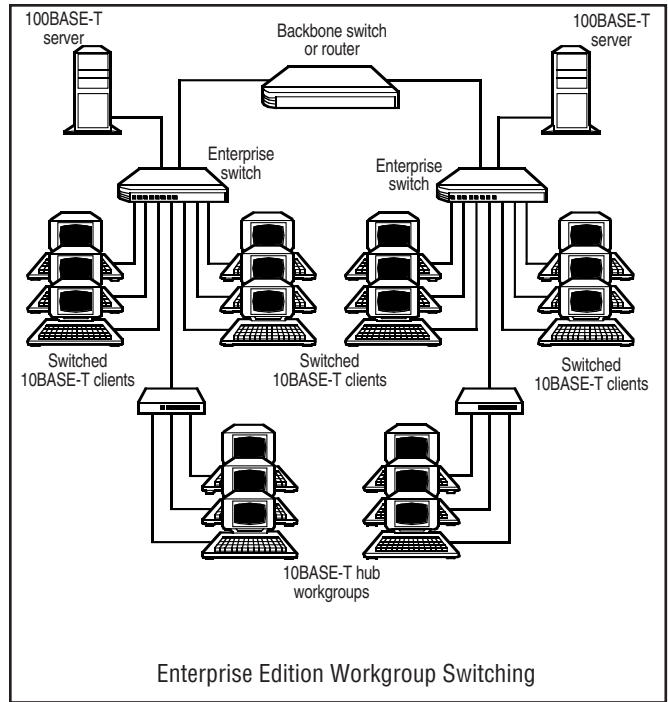 100BASE-T
server
Backbone switch
or router
100BASE-T
server
Enterprise
switch
Enterprise
switch
Switched
10BASE-T clients
Switched
10BASE-T clients
Switched
10BASE-T clients
10BASE-T hub
workgroups
Enterprise Edition Workgroup Switching